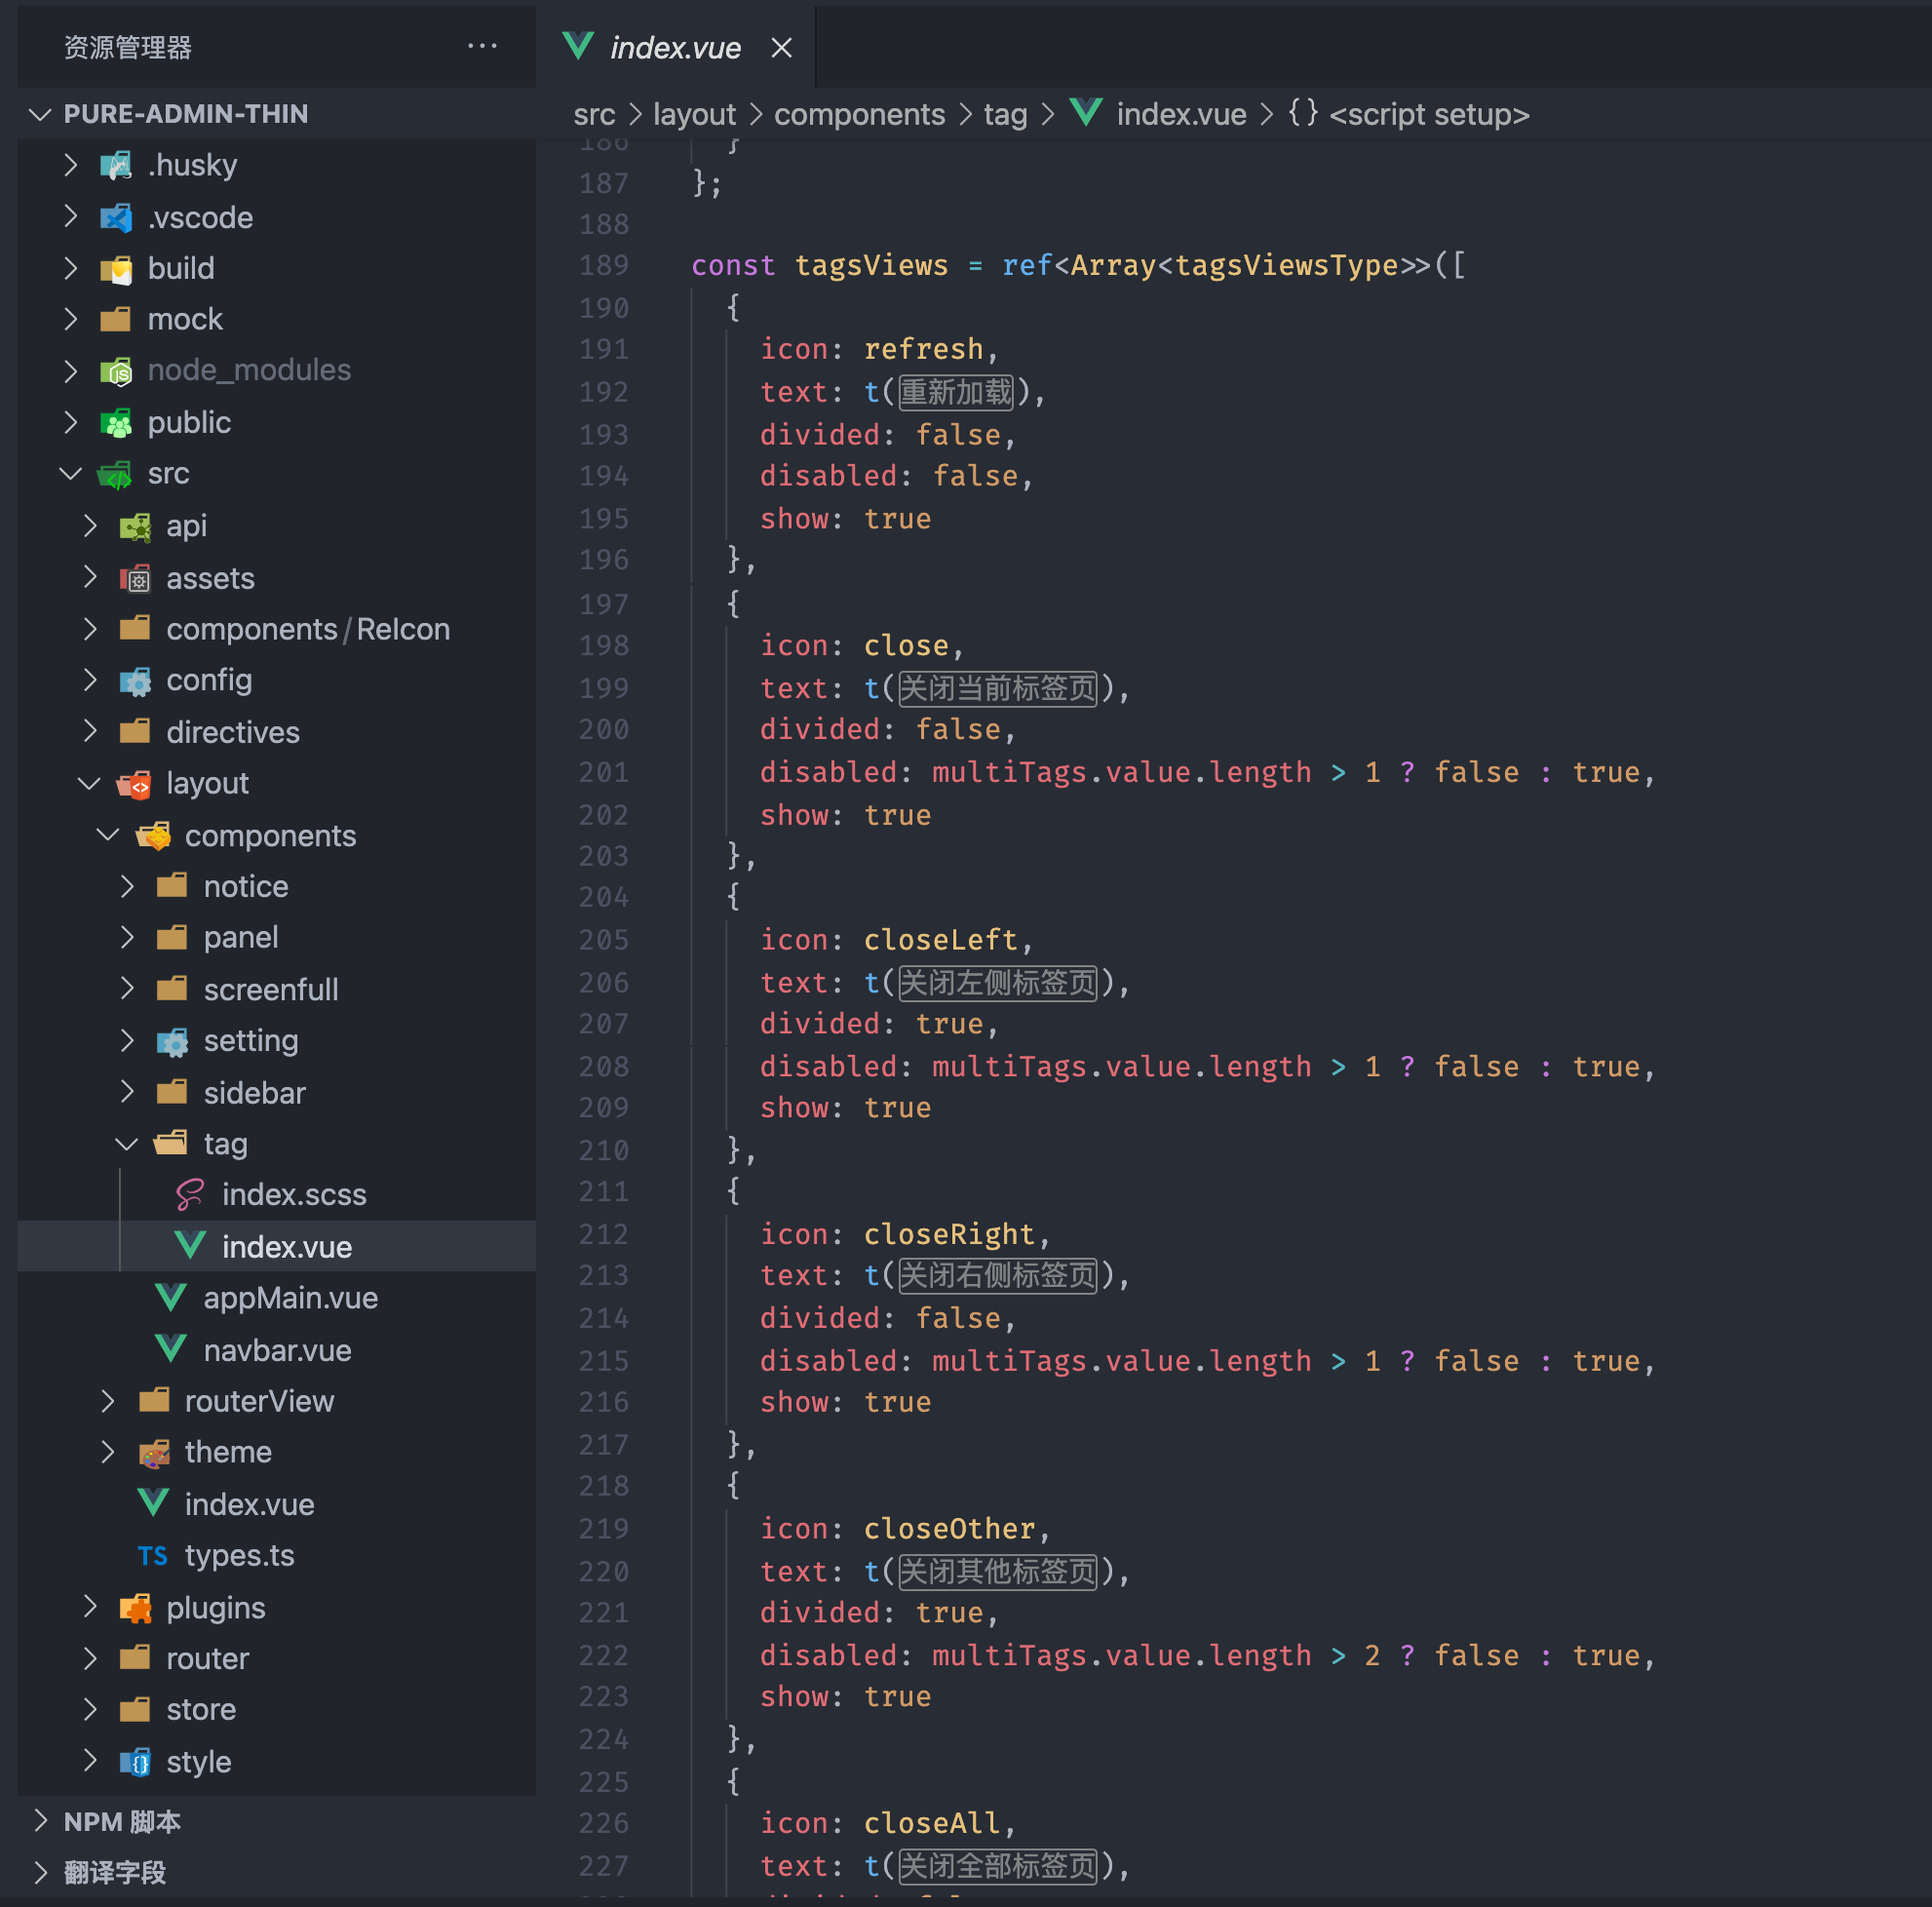 资源管理器 ···
PURE-ADMIN-THIN
.husky
.vscode
build
mock
node_modules
public
src
api
assets
components/ReIcon
config
directives
layout
components
notice
panel
screenfull
setting
sidebar
tag
index.scss
index.vue
appMain.vue
navbar.vue
routerView
theme
index.vue
TS types.ts
plugins
router
store
style
NPM 脚本
翻译字段
index.vue
src > layout > components > tag > index.vue > {} <script setup>
186 }
187 };
188
189 const tagsViews = ref<Array<tagsViewsType>>([
190 {
191 icon: refresh,
192 text: t(重新加载),
193 divided: false,
194 disabled: false,
195 show: true
196 },
197 {
198 icon: close,
199 text: t(关闭当前标签页),
200 divided: false,
201 disabled: multiTags.value.length > 1 ? false : true,
202 show: true
203 },
204 {
205 icon: closeLeft,
206 text: t(关闭左侧标签页),
207 divided: true,
208 disabled: multiTags.value.length > 1 ? false : true,
209 show: true
210 },
211 {
212 icon: closeRight,
213 text: t(关闭右侧标签页),
214 divided: false,
215 disabled: multiTags.value.length > 1 ? false : true,
216 show: true
217 },
218 {
219 icon: closeOther,
220 text: t(关闭其他标签页),
221 divided: true,
222 disabled: multiTags.value.length > 2 ? false : true,
223 show: true
224 },
225 {
226 icon: closeAll,
227 text: t(关闭全部标签页),